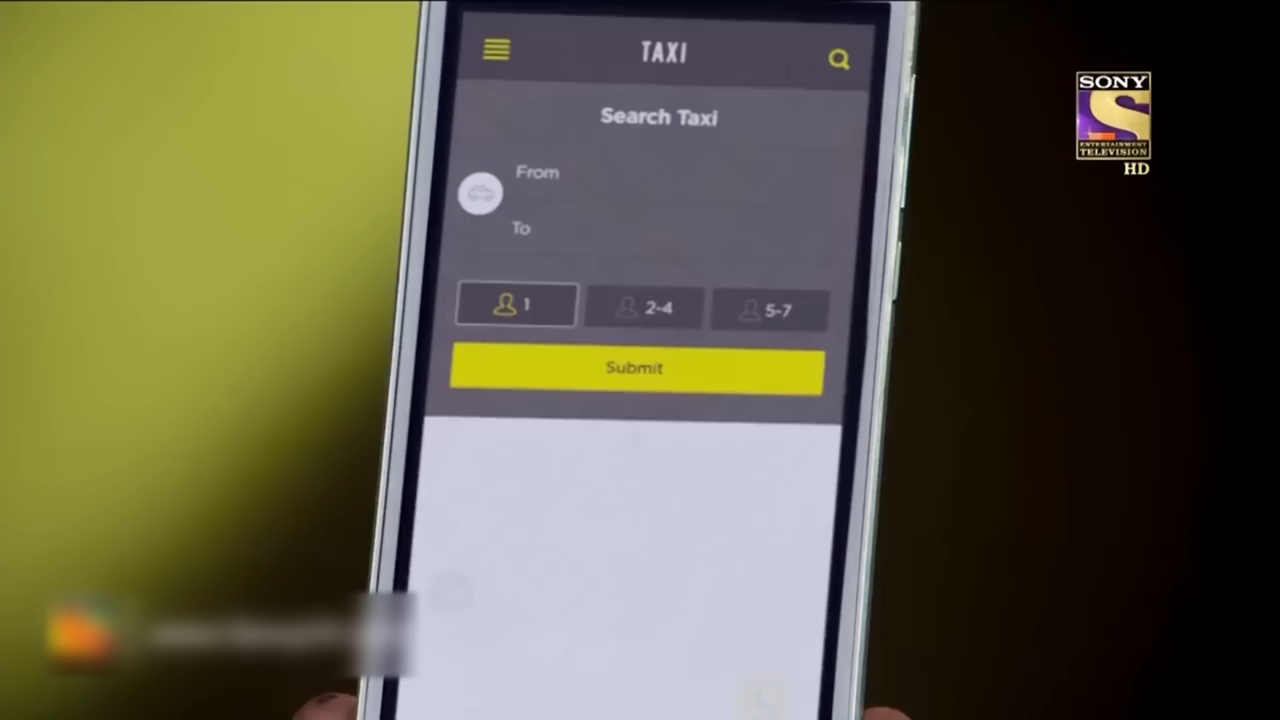 TAXI
Search Taxi
From
To
1
2-4
5-7
Submit
SONY
ENTERTAINMENT
TELEVISION
HD